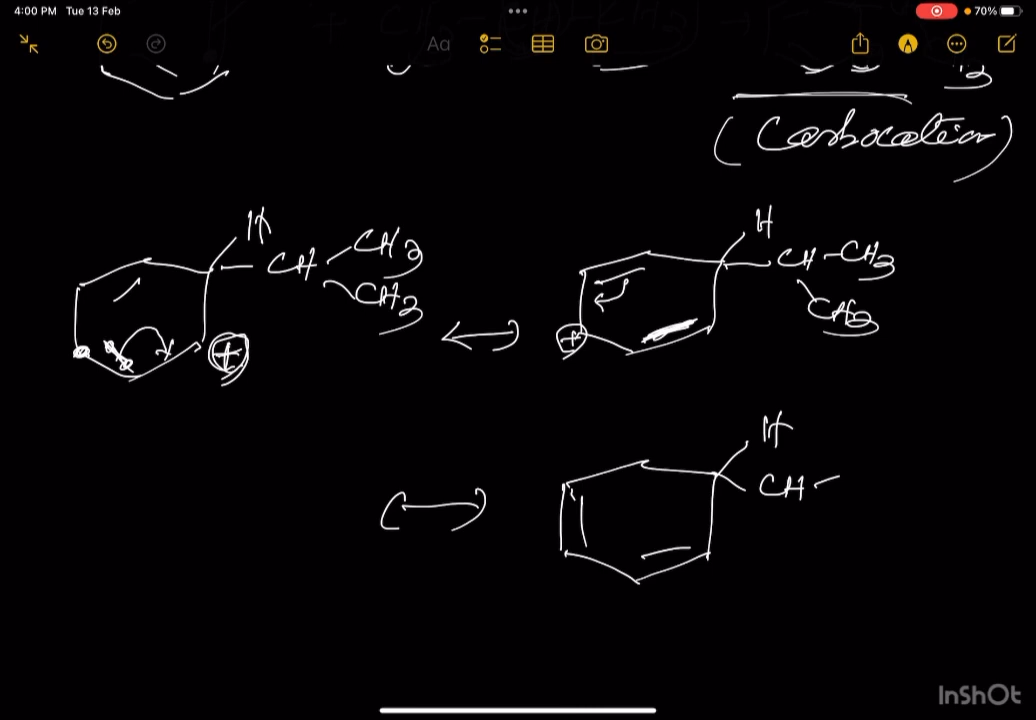 4:00 PM Tue 13 Feb
70%
Aa
(Carbocation)
H
CH CH3
CH3
+
H
CH-CH3
CH3
+
H
CH
InShOt